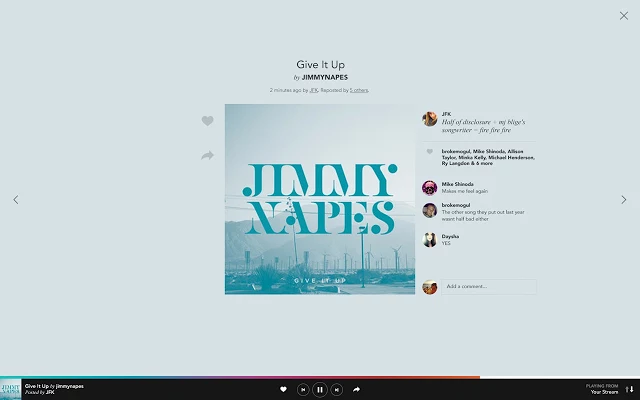 Give It Up
by JIMMYNAPES
2 minutes ago by JFK. Reposted by 5 others.
JIMMY
NAPES
GIVE IT UP
JFK
Half of disclosure + mj blige's
songwriter = fire fire fire
brokemogul, Mike Shinoda, Allison
Taylor, Minka Kelly, Michael Henderson,
Ry Langdon & 6 more
Mike Shinoda
Makes me feel again
brokemogul
The other song they put out last year
wasnt half bad either
Daysha
YES
Add a comment...
JIMMY
NAPES
Give It Up by jimmynapes
Posted by JFK
PLAYING FROM
Your Stream